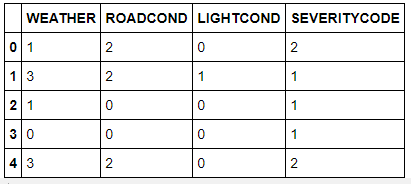 WEATHER ROADCOND LIGHTCOND SEVERITYCODE
0 1 2 0 2
1 3 2 1 1
2 1 0 0 1
3 0 0 0 1
4 3 2 0 2